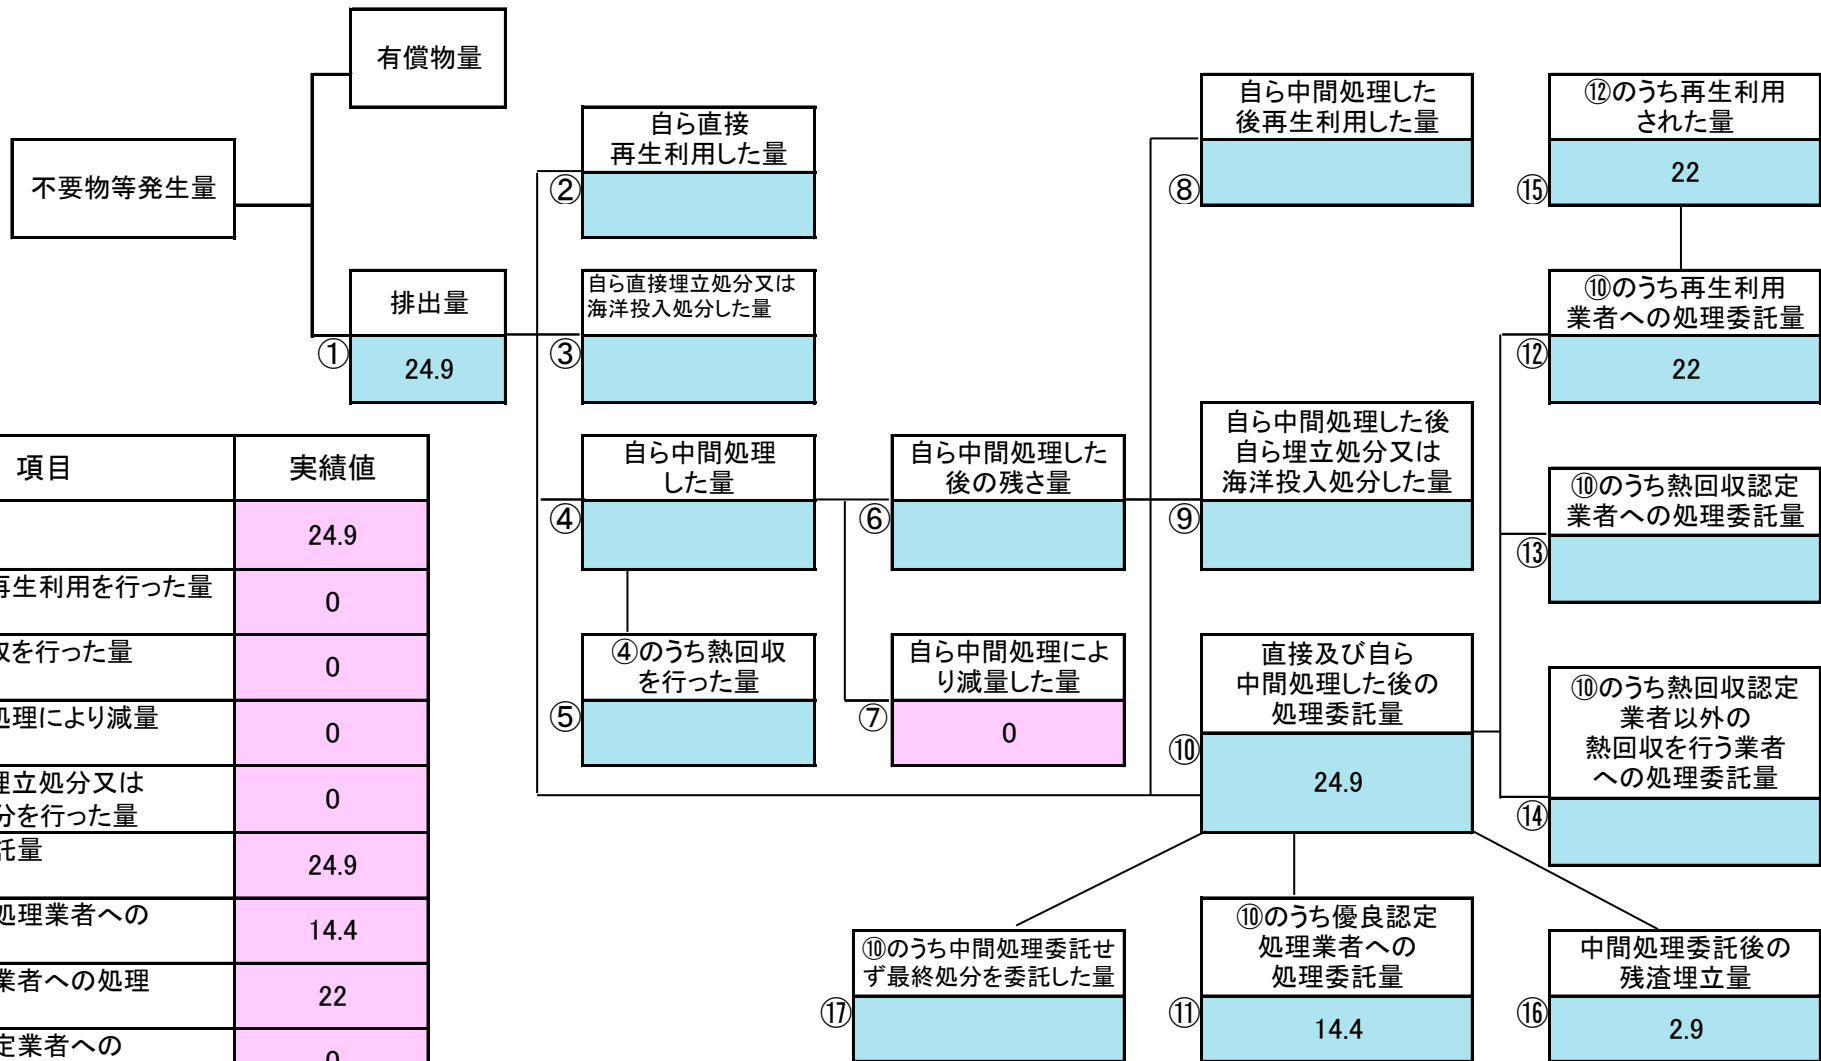 有償物量
不要物等発生量
排出量
①
24.9
自ら直接
再生利用した量
②
自ら直接埋立処分又は
海洋投入処分した量
③
自ら中間処理
した量
④
④のうち熱回収
を行った量
⑤
自ら中間処理した
後の残さ量
⑥
自ら中間処理によ
り減量した量
⑦
0
自ら中間処理した
後再生利用した量
⑧
自ら中間処理した後
自ら埋立処分又は
海洋投入処分した量
⑨
直接及び自ら
中間処理した後の
処理委託量
⑩
24.9
⑫のうち再生利用
された量
⑮
22
⑩のうち再生利用
業者への処理委託量
⑫
22
⑩のうち熱回収認定
業者への処理委託量
⑬
⑩のうち熱回収認定
業者以外の
熱回収を行う業者
への処理委託量
⑭
⑩のうち中間処理委託せ
ず最終処分を委託した量
⑰
⑩のうち優良認定
処理業者への
処理委託量
⑪
14.4
中間処理委託後の
残渣埋立量
⑯
2.9
項目 実績値
24.9
再生利用を行った量
0
を行った量
0
処理により減量
0
埋立処分又は
を行った量
0
託量
24.9
処理業者への
14.4
業者への処理
22
定業者への
0